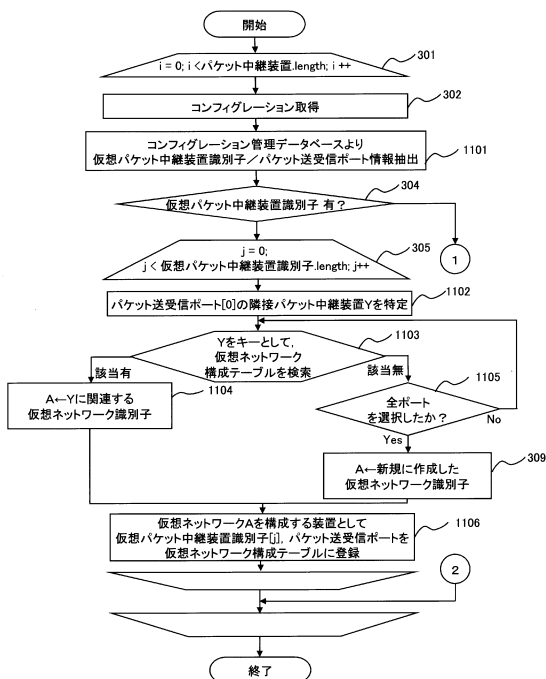 開始
i = 0; i <パケット中継装置.length; i ++
301
コンフィグレーション取得
302
コンフィグレーション管理データベースより
仮想パケット中継装置識別子／パケット送受信ポート情報抽出
1101
仮想パケット中継装置識別子 有？
304
1
j = 0;
j < 仮想パケット中継装置識別子.length; j++
305
パケット送受信ポート[0]の隣接パケット中継装置Yを特定
1102
Yをキーとして,
仮想ネットワーク
構成テーブルを検索
1103
該当有
該当無
A←Yに関連する
仮想ネットワーク識別子
1104
全ポート
を選択したか？
1105
No
Yes
A←新規に作成した
仮想ネットワーク識別子
309
仮想ネットワークAを構成する装置として
仮想パケット中継装置識別子[j], パケット送受信ポートを
仮想ネットワーク構成テーブルに登録
1106
2
終了